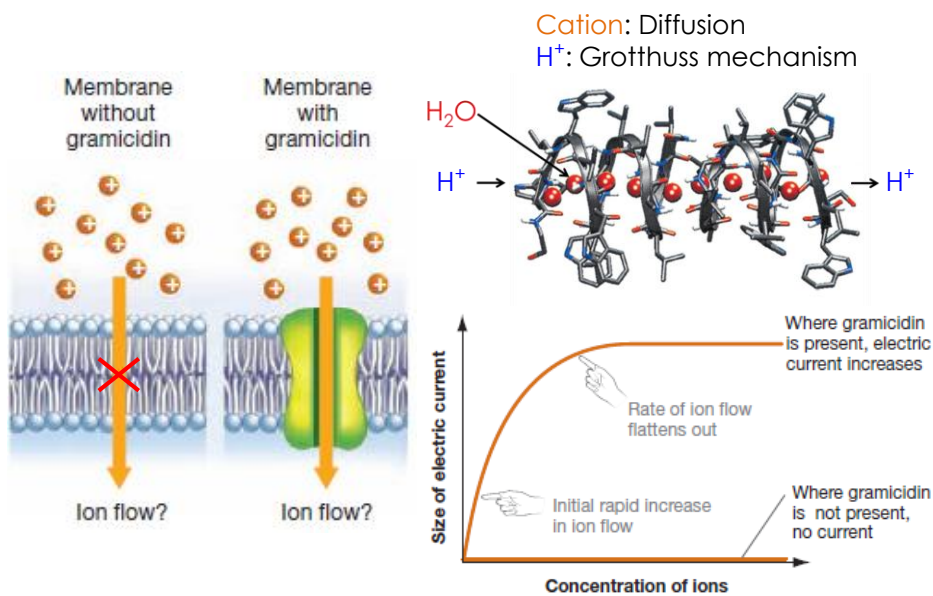 Cation: Diffusion
H⁺: Grotthuss mechanism
Membrane
without
gramicidin
Membrane
with
gramicidin
H₂O
H⁺
H⁺
Ion flow?
Ion flow?
Size of electric current
Where gramicidin
is present, electric
current increases
Rate of ion flow
flattens out
Initial rapid increase
in ion flow
Where gramicidin
is not present,
no current
Concentration of ions